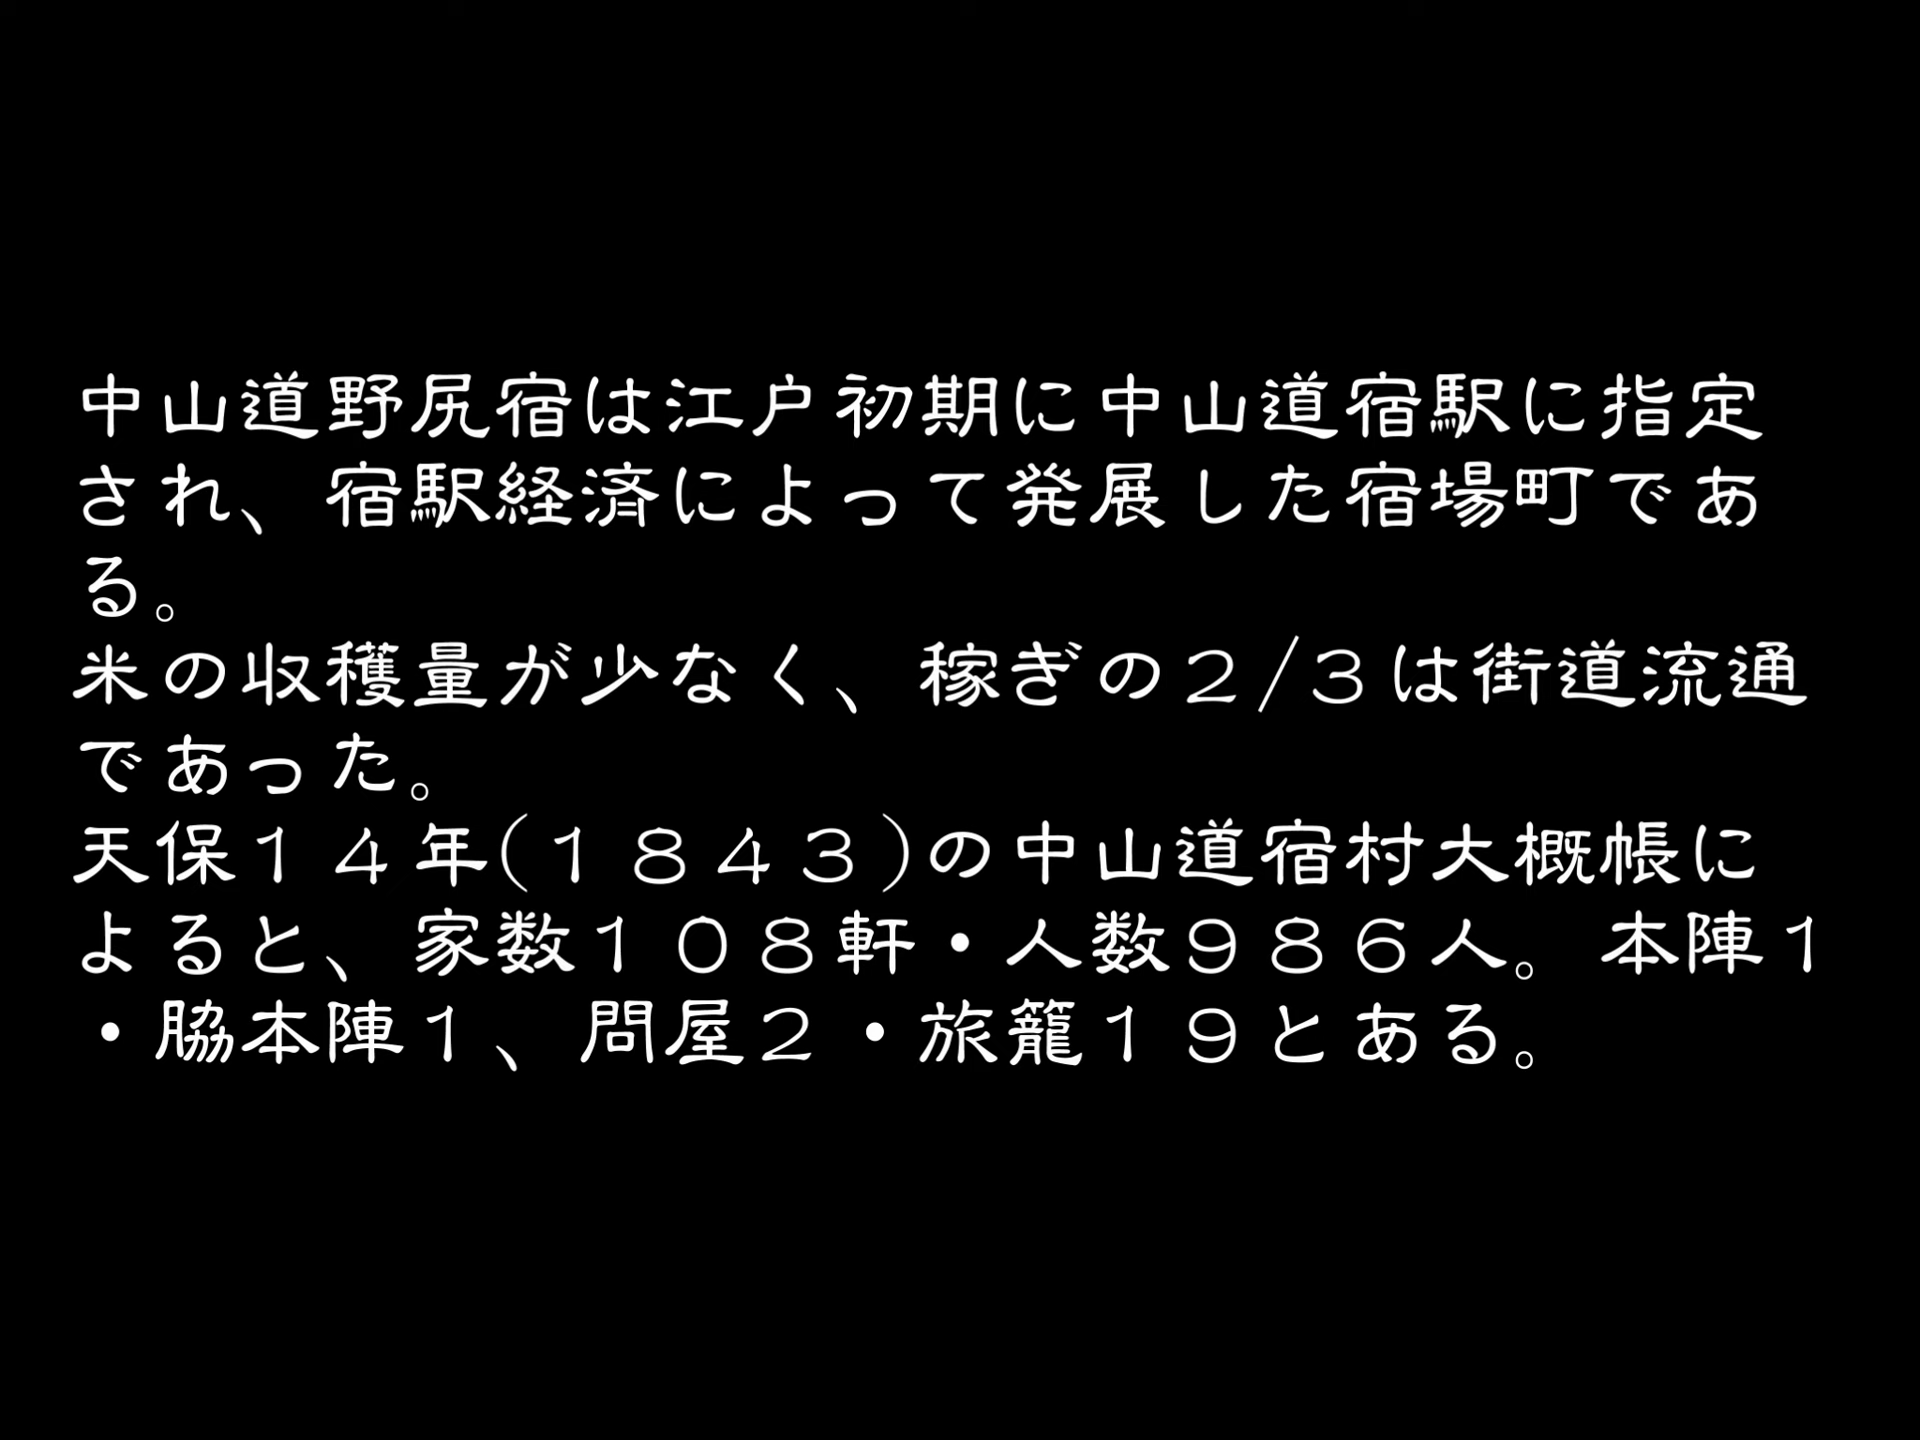 中山道野尻宿は江戸初期に中山道宿駅に指定
され、宿駅経済によって発展した宿場町であ
る。
米の収穫量が少なく、稼ぎの２/３は街道流通
であった。
天保１４年(１８４３)の中山道宿村大概帳に
よると、家数１０８軒・人数９８６人。本陣１
・脇本陣１、問屋２・旅籠１９とある。